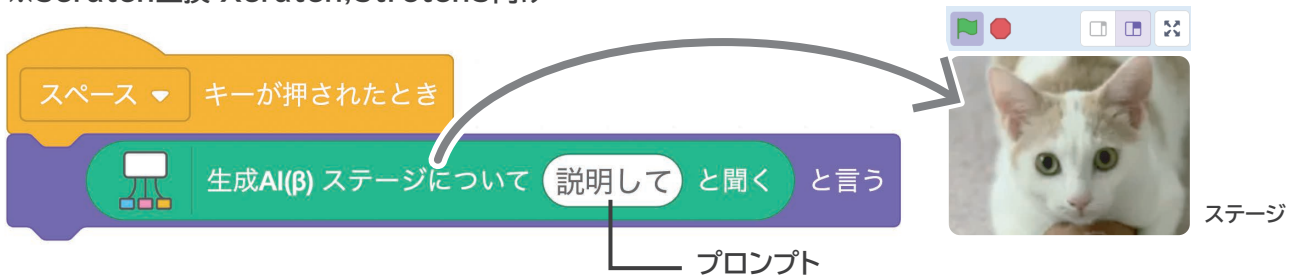 スペース キーが押されたとき
生成AI(β) ステージについて 説明して と聞く と言う
ステージ
プロンプト